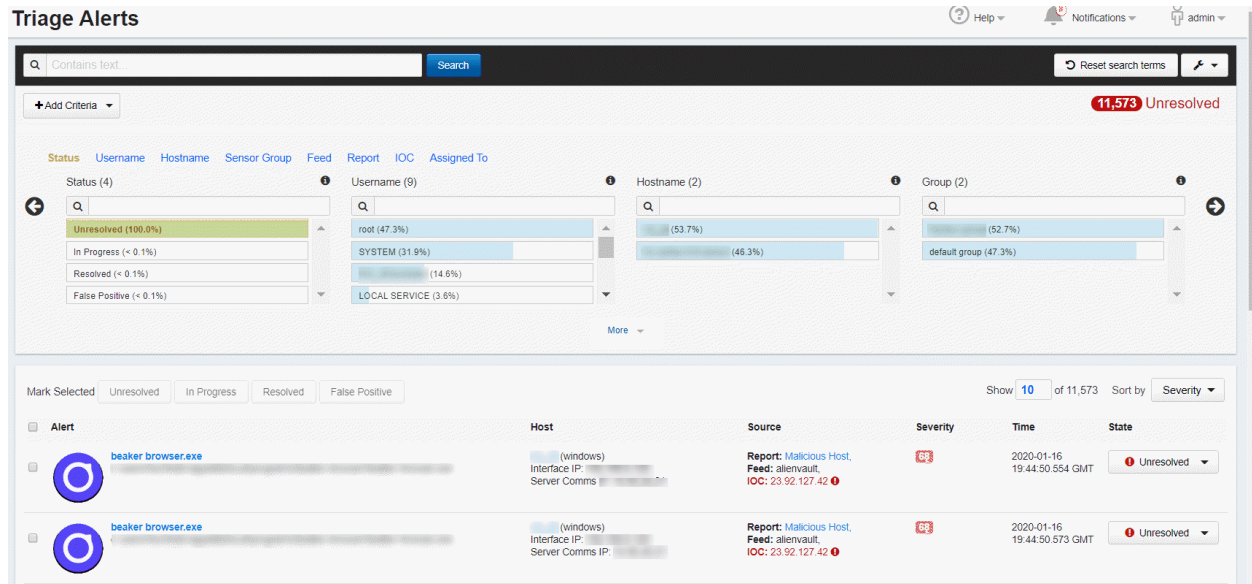 Triage Alerts
Help
8
Notifications
admin
Contains text...
Search
Reset search terms
+Add Criteria
11,573 Unresolved
Status Username Hostname Sensor Group Feed Report IOC Assigned To
Status (4)
Unresolved (100.0%)
In Progress (< 0.1%)
Resolved (< 0.1%)
False Positive (< 0.1%)
Username (9)
root (47.3%)
SYSTEM (31.9%)
(14.6%)
LOCAL SERVICE (3.6%)
Hostname (2)
(53.7%)
(46.3%)
Group (2)
(52.7%)
default group (47.3%)
More
Mark Selected Unresolved In Progress Resolved False Positive
Show 10 of 11,573 Sort by Severity
Alert Host Source Severity Time State
beaker browser.exe
(windows)
Interface IP:
Server Comms
Report: Malicious Host,
Feed: alienvault,
IOC: 23.92.127.42
68
2020-01-16
19:44:50.554 GMT
Unresolved
beaker browser.exe
(windows)
Interface IP:
Server Comms IP:
Report: Malicious Host,
Feed: alienvault,
IOC: 23.92.127.42
68
2020-01-16
19:44:50.573 GMT
Unresolved